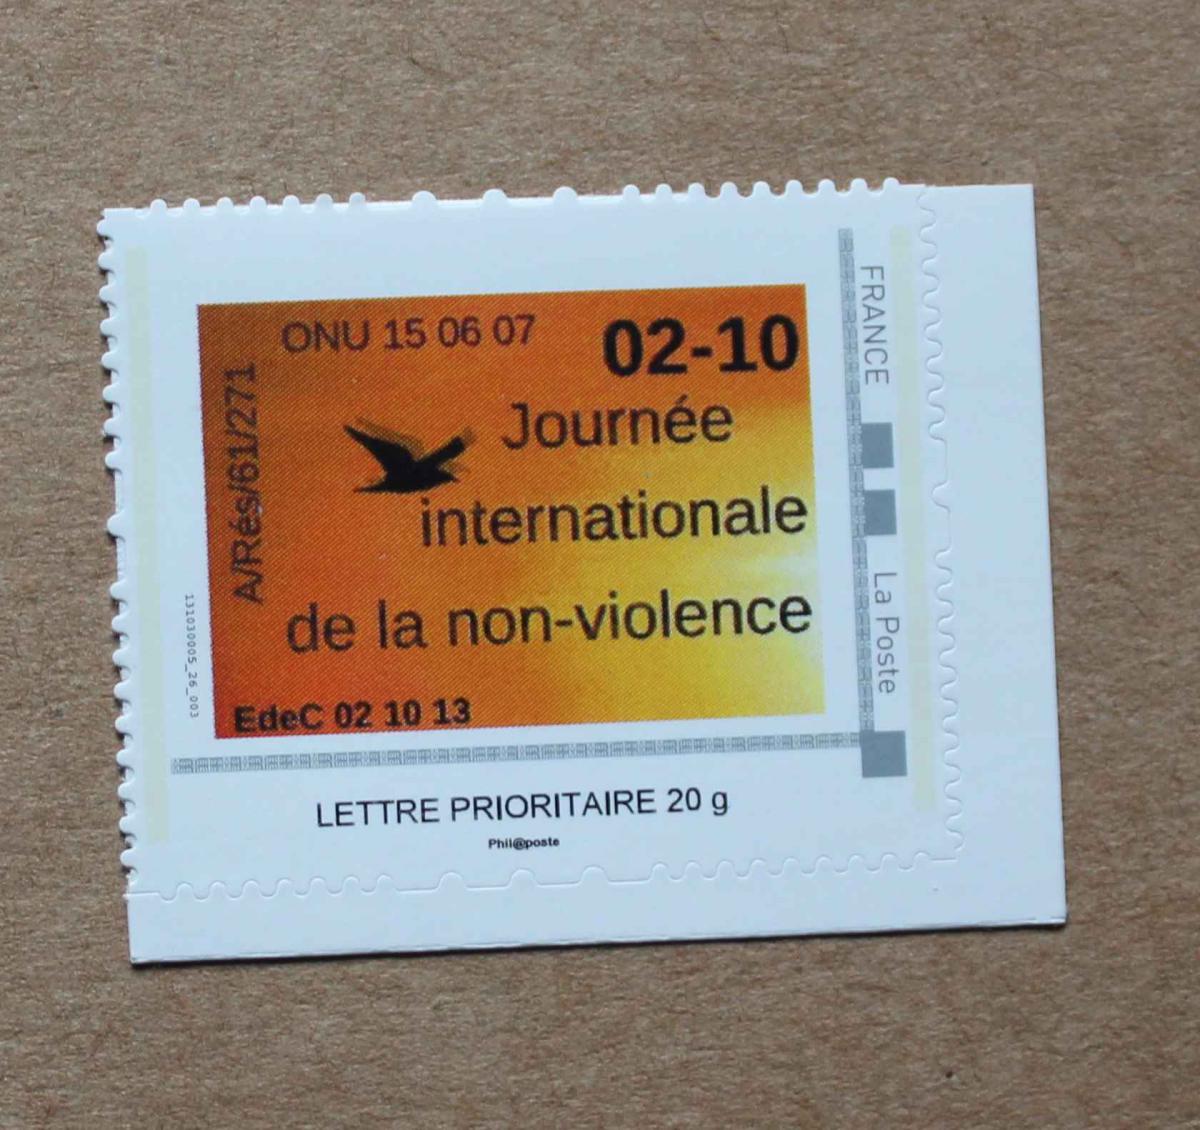 ONU 15 06 07
02-10
A/Rés/61/271
Journée
internationale
de la non-violence
EdeC 02 10 13
131030005_26_003
FRANCE
La Poste
LETTRE PRIORITAIRE 20 g
Phil@poste